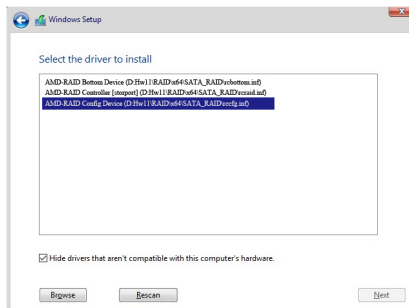 Windows Setup
Select the driver to install
AMD-RAID Bottom Device (D:Hw11\RAID\x64\SATA_RAID\rcbottom.inf)
AMD-RAID Controller [storport] (D:Hw11\RAID\x64\SATA_RAID\rcraid.inf)
AMD-RAID Config Device (D:Hw11\RAID\x64\SATA_RAID\rccfg.inf)
Hide drivers that aren't compatible with this computer's hardware.
Browse
Rescan
Next